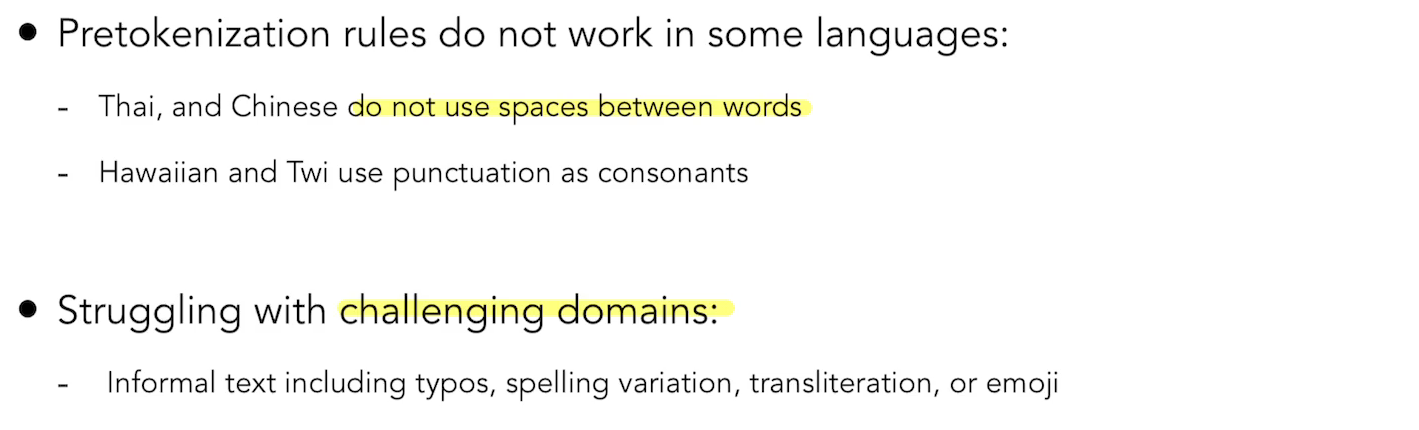 ● Pretokenization rules do not work in some languages:
- Thai, and Chinese do not use spaces between words
- Hawaiian and Twi use punctuation as consonants
● Struggling with challenging domains:
- Informal text including typos, spelling variation, transliteration, or emoji